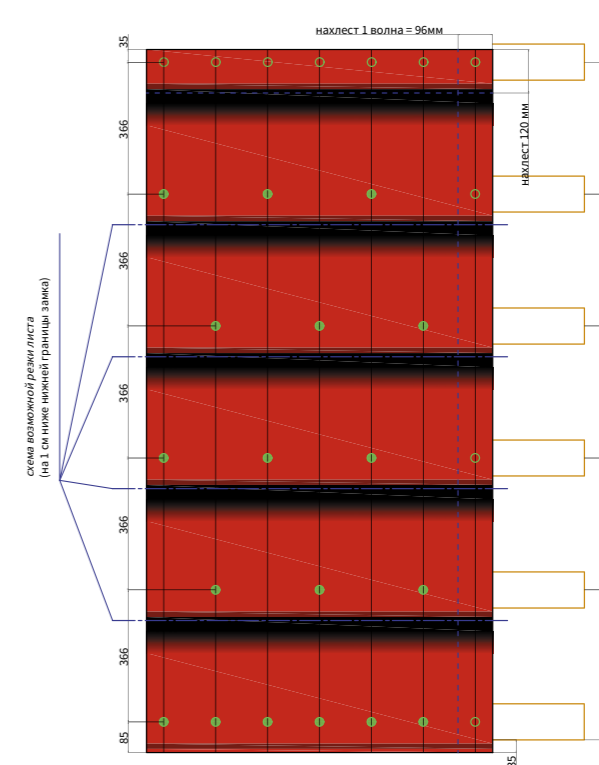 нахлест 1 волна = 96мм
35
366
нахлест 120 мм
366
схема возможной резки листа
(на 1 см ниже нижней границы замка)
366
366
366
85
35